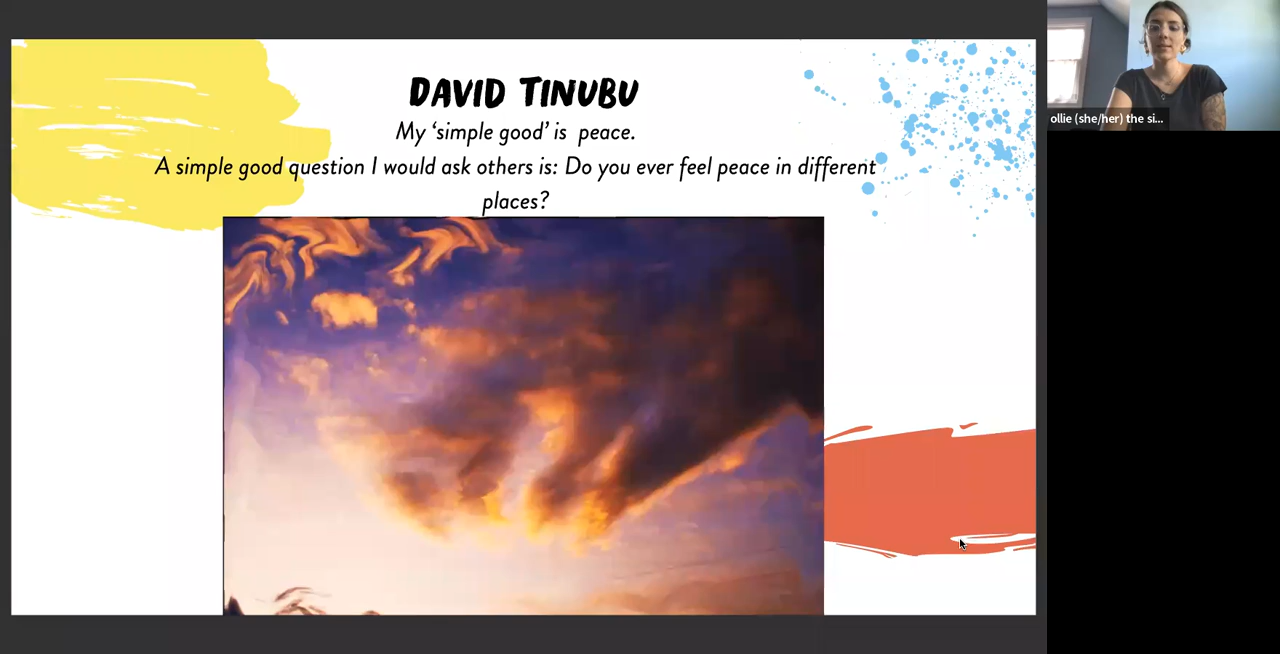 DAVID TINUBU
My ‘simple good’ is peace.
A simple good question I would ask others is: Do you ever feel peace in different
places?
ollie (she/her) the si...